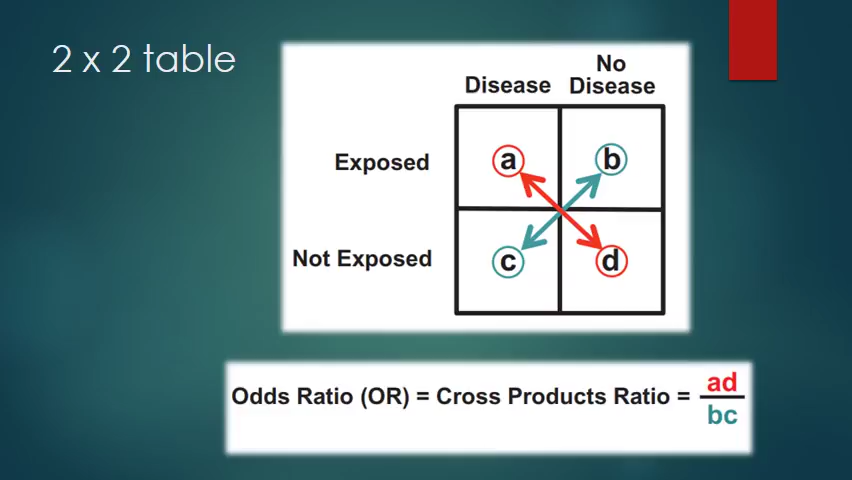 2 x 2 table
No
Disease Disease
Exposed a b
Not Exposed c d
Odds Ratio (OR) = Cross Products Ratio = ad
bc